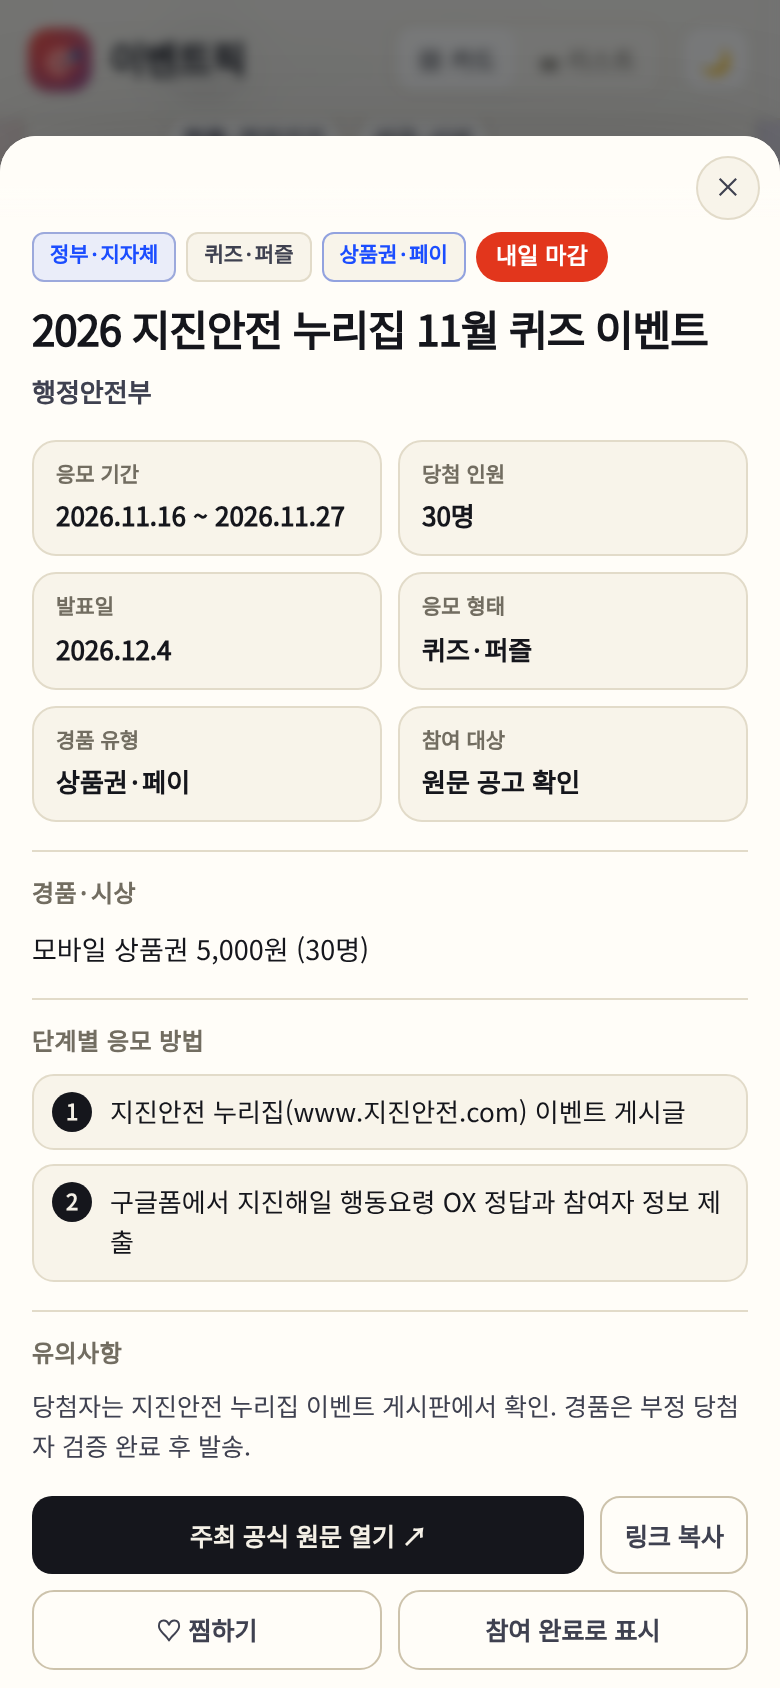 이벤트픽
정부·지자체
퀴즈·퍼즐
상품권·페이
내일 마감
2026 지진안전 누리집 11월 퀴즈 이벤트
행정안전부
응모 기간
2026.11.16 ~ 2026.11.27
당첨 인원
30명
발표일
2026.12.4
응모 형태
퀴즈·퍼즐
경품 유형
상품권·페이
참여 대상
원문 공고 확인
경품·시상
모바일 상품권 5,000원 (30명)
단계별 응모 방법
1 지진안전 누리집(www.지진안전.com) 이벤트 게시글
2 구글폼에서 지진해일 행동요령 OX 정답과 참여자 정보 제
출
유의사항
당첨자는 지진안전 누리집 이벤트 게시판에서 확인. 경품은 부정 당첨
자 검증 완료 후 발송.
주최 공식 원문 열기 ↗
링크 복사
♡ 찜하기
참여 완료로 표시